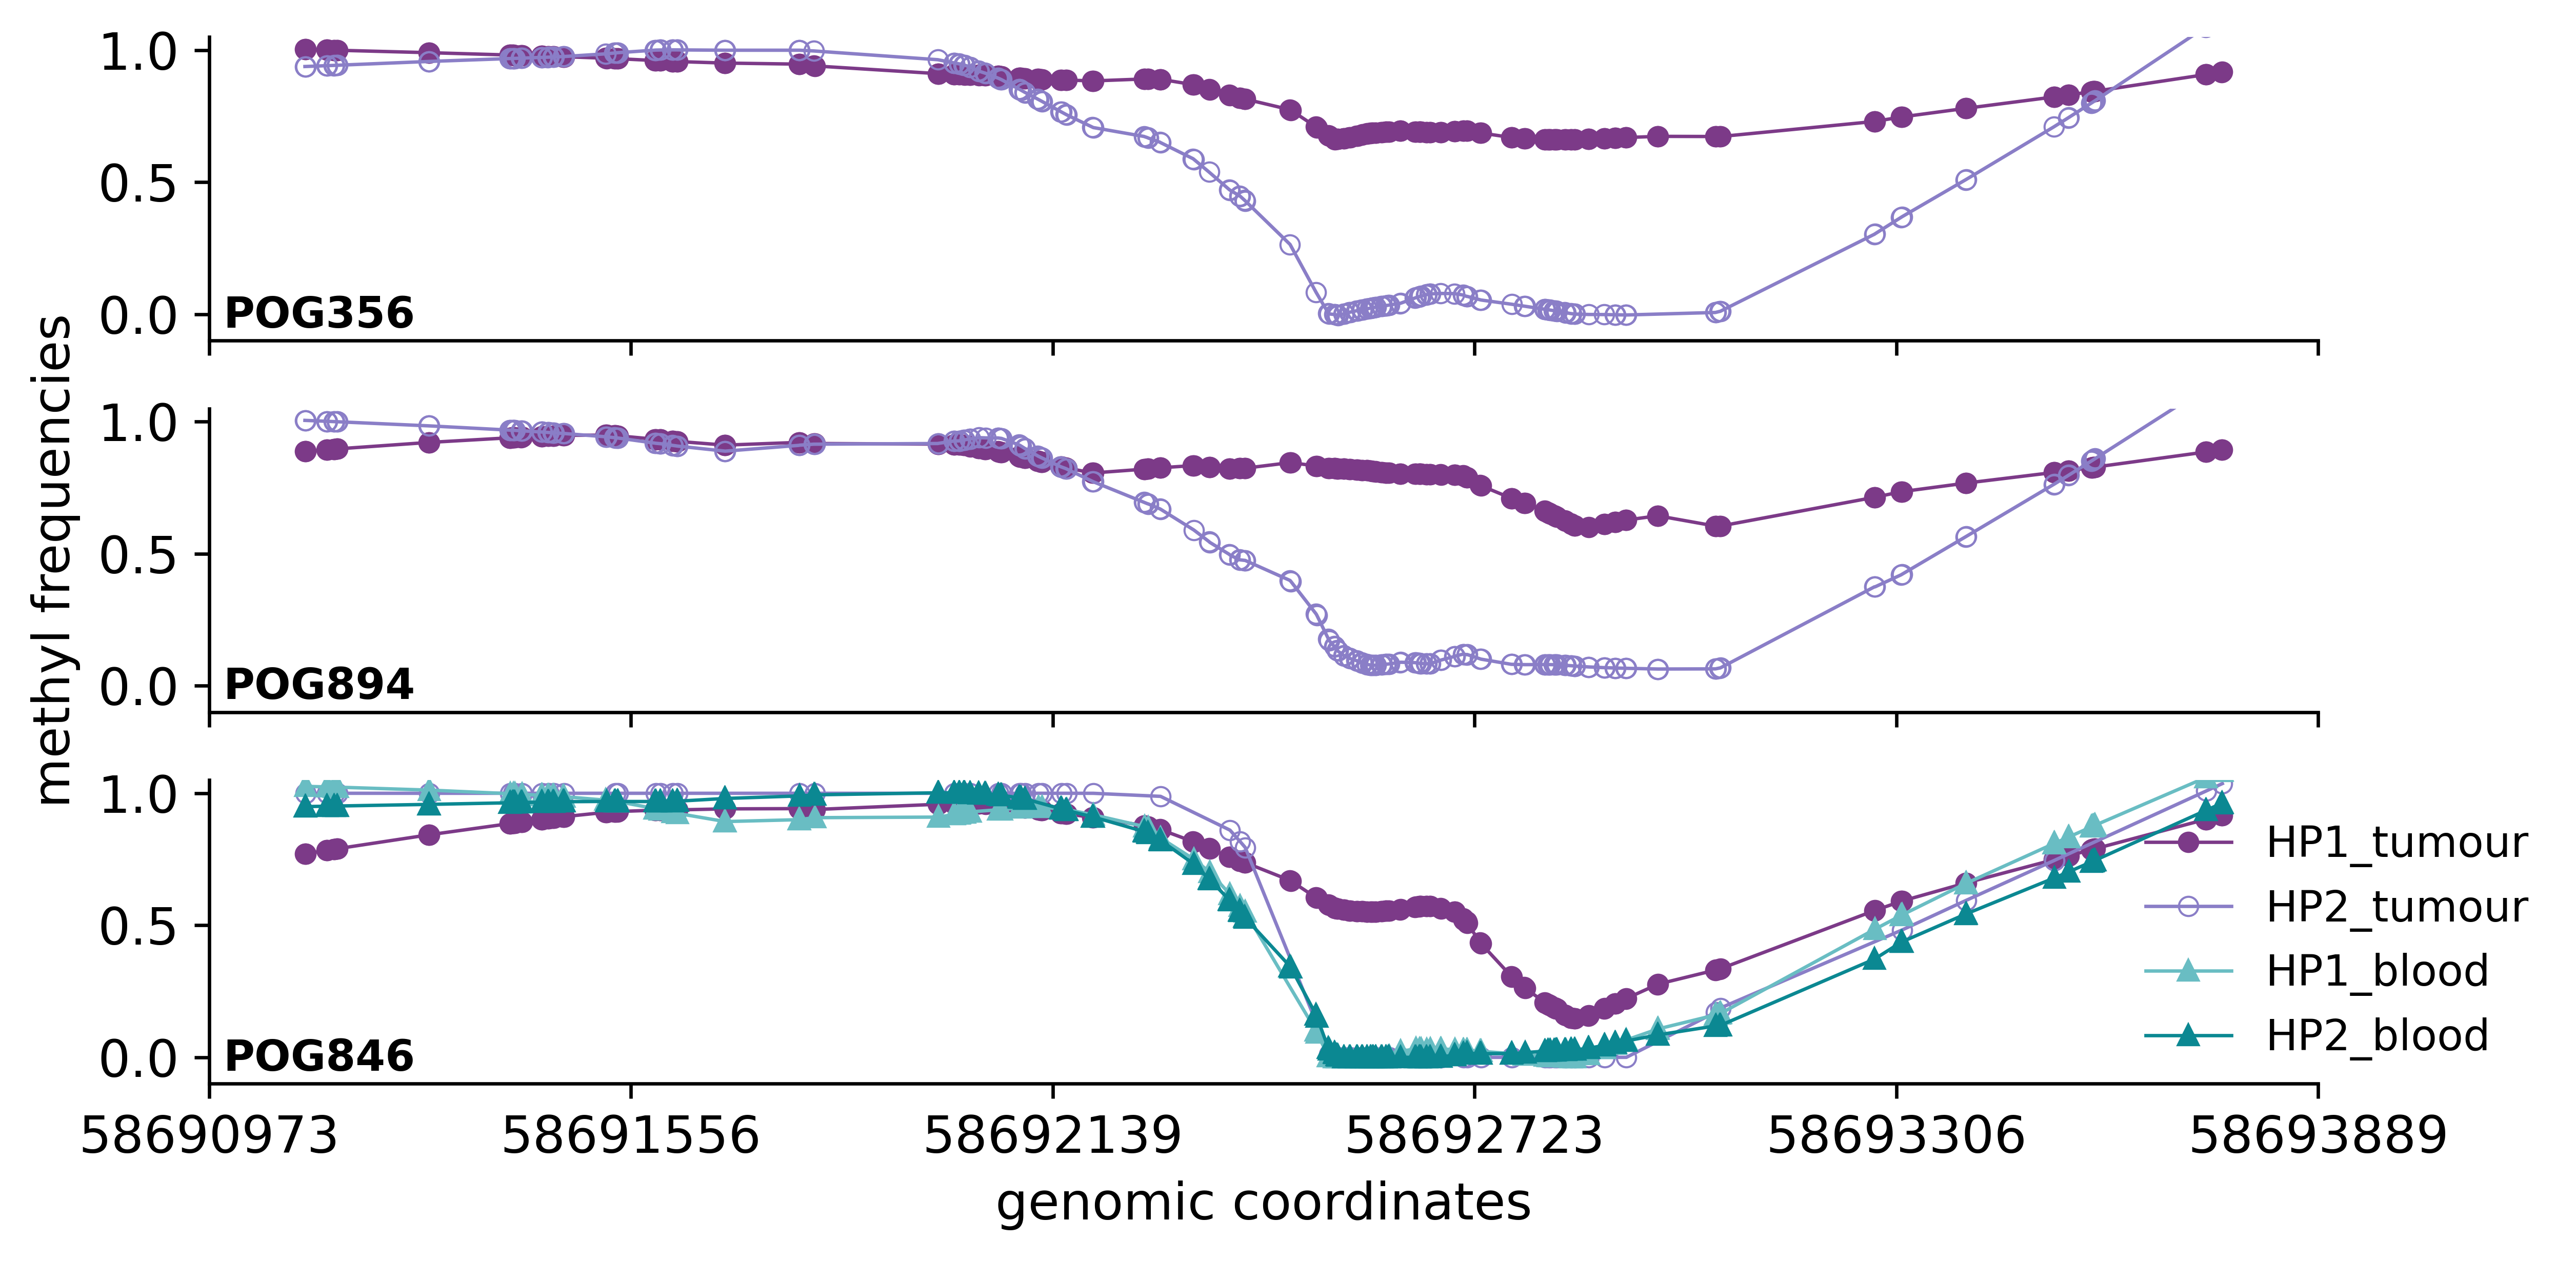 methyl frequencies
1.0
0.5
0.0
POG356
1.0
0.5
0.0
POG894
1.0
0.5
0.0
POG846
HP1_tumour
HP2_tumour
HP1_blood
HP2_blood
58690973 58691556 58692139 58692723 58693306 58693889
genomic coordinates